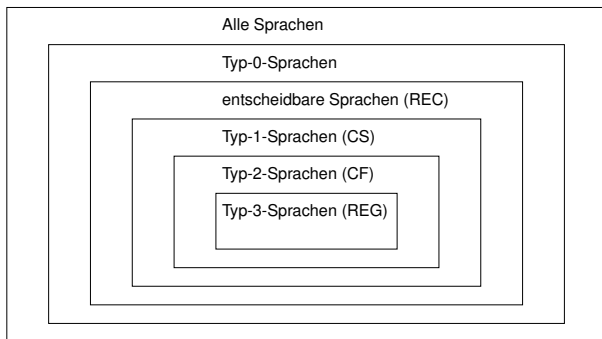 Alle Sprachen
Typ-0-Sprachen
entscheidbare Sprachen (REC)
Typ-1-Sprachen (CS)
Typ-2-Sprachen (CF)
Typ-3-Sprachen (REG)